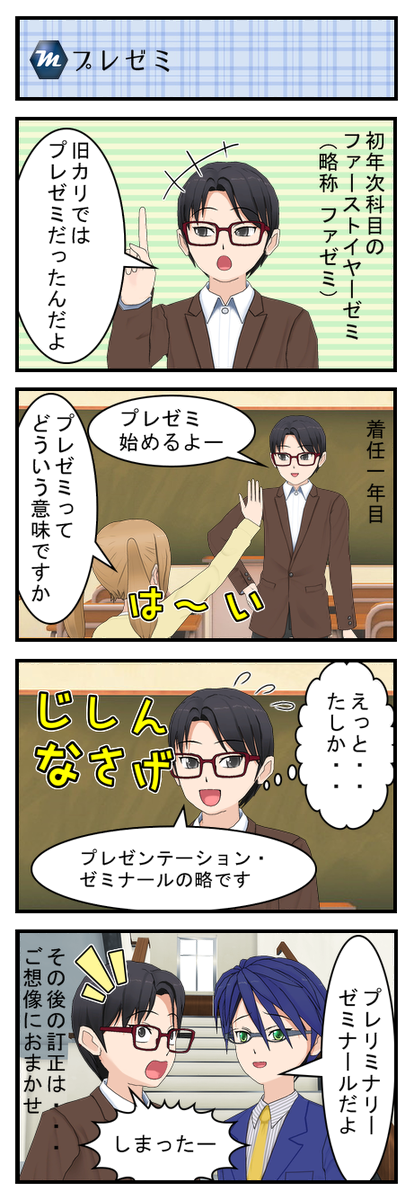 m プレゼミ
初年次科目の
ファーストイヤーゼミ
（略称 ファゼミ）
旧カリでは
プレゼミだったんだよ
着任一年目
プレゼミ
始めるよー
プレゼミって
どういう意味ですか
は～い
えっと・
たしか・・・
じしん
なさげ
プレゼンテーション・
ゼミナールの略です
プレリミナリー
ゼミナールだよ
しまったー
その後の訂正は・・・
ご想像におまかせ